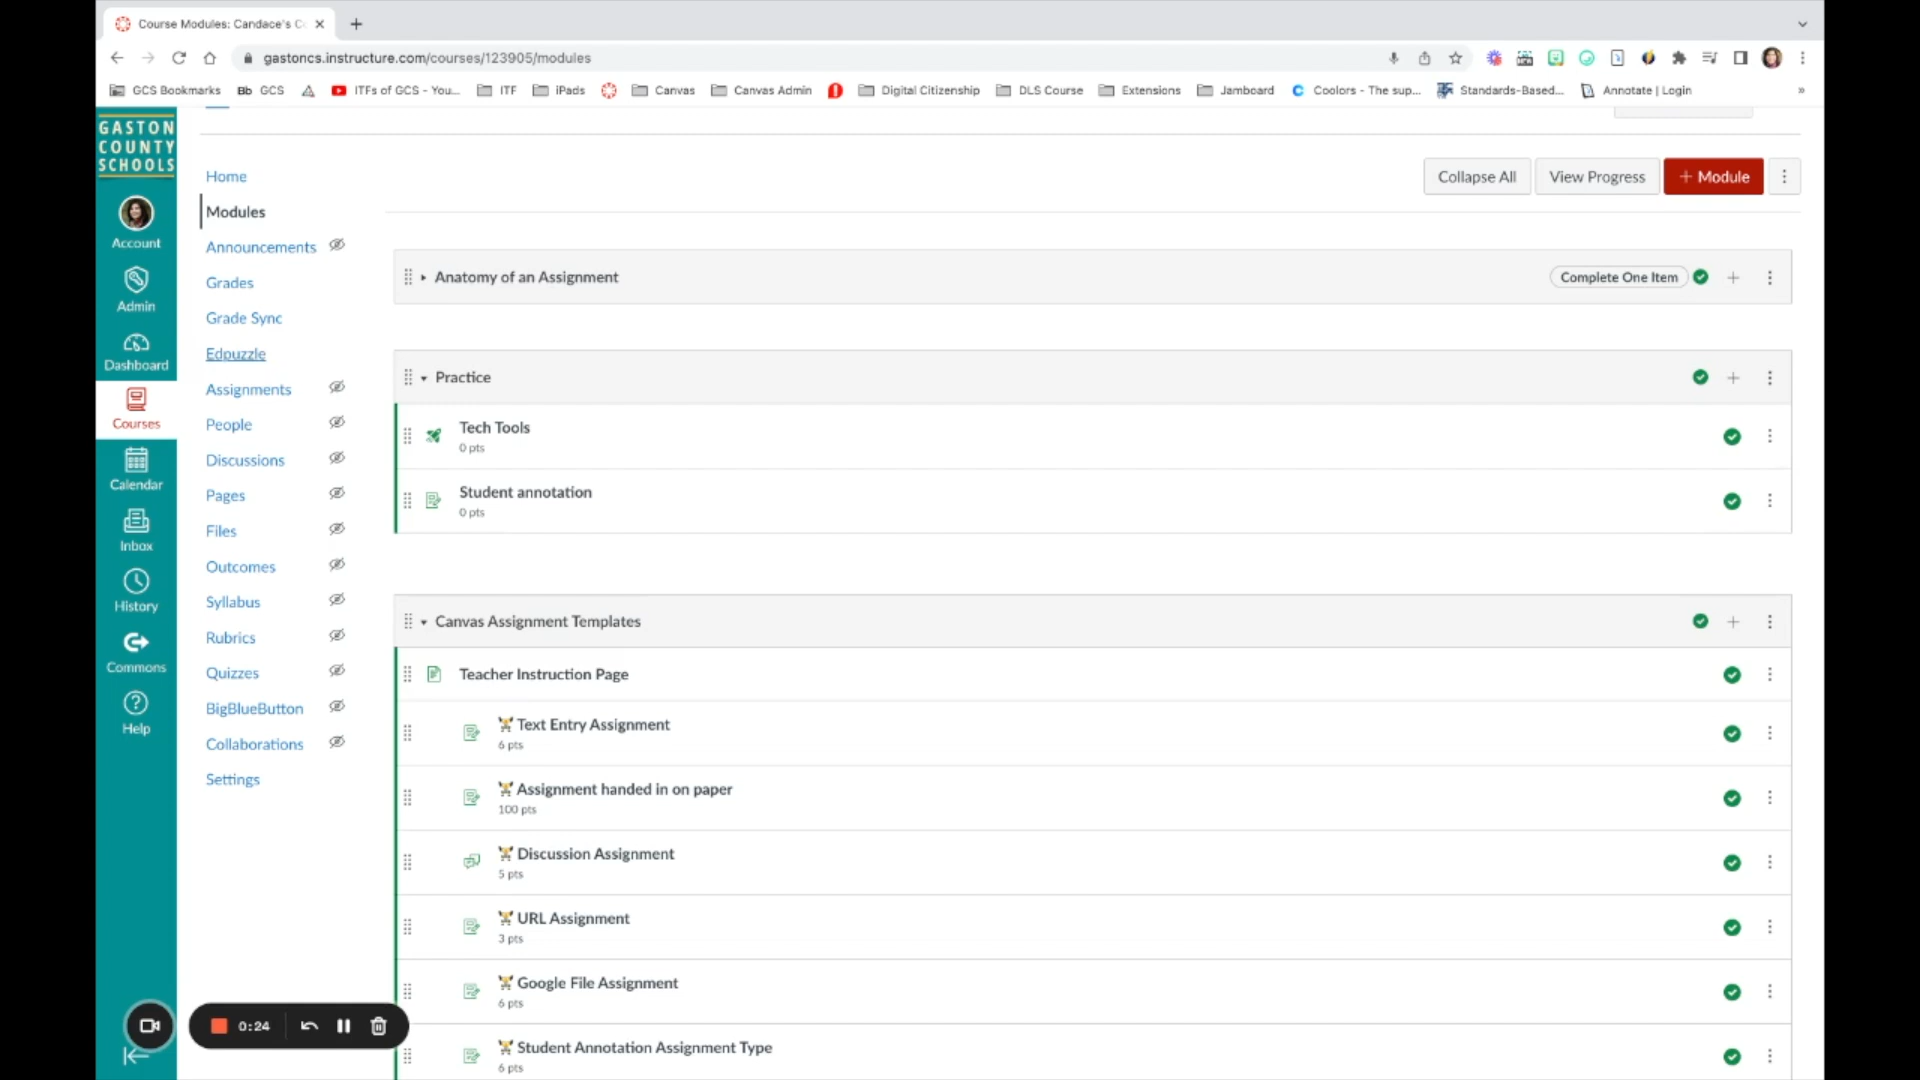 Course Modules: Candace's C
gastoncs.instructure.com/courses/123905/modules
GCS Bookmarks
Bb GCS
ITFs of GCS - You...
ITF
iPads
Canvas
Canvas Admin
Digital Citizenship
DLS Course
Extensions
Jamboard
Coolors - The sup...
Standards-Based...
Annotate | Login
GASTON
COUNTY
SCHOOLS
Account
Admin
Dashboard
Courses
Calendar
Inbox
History
Commons
Help
Home
Modules
Announcements
Grades
Grade Sync
Edpuzzle
Assignments
People
Discussions
Pages
Files
Outcomes
Syllabus
Rubrics
Quizzes
BigBlueButton
Collaborations
Settings
Collapse All
View Progress
+ Module
Anatomy of an Assignment
Complete One Item
Practice
Tech Tools
0 pts
Student annotation
0 pts
Canvas Assignment Templates
Teacher Instruction Page
Text Entry Assignment
6 pts
Assignment handed in on paper
100 pts
Discussion Assignment
5 pts
URL Assignment
3 pts
Google File Assignment
6 pts
Student Annotation Assignment Type
6 pts
0:24